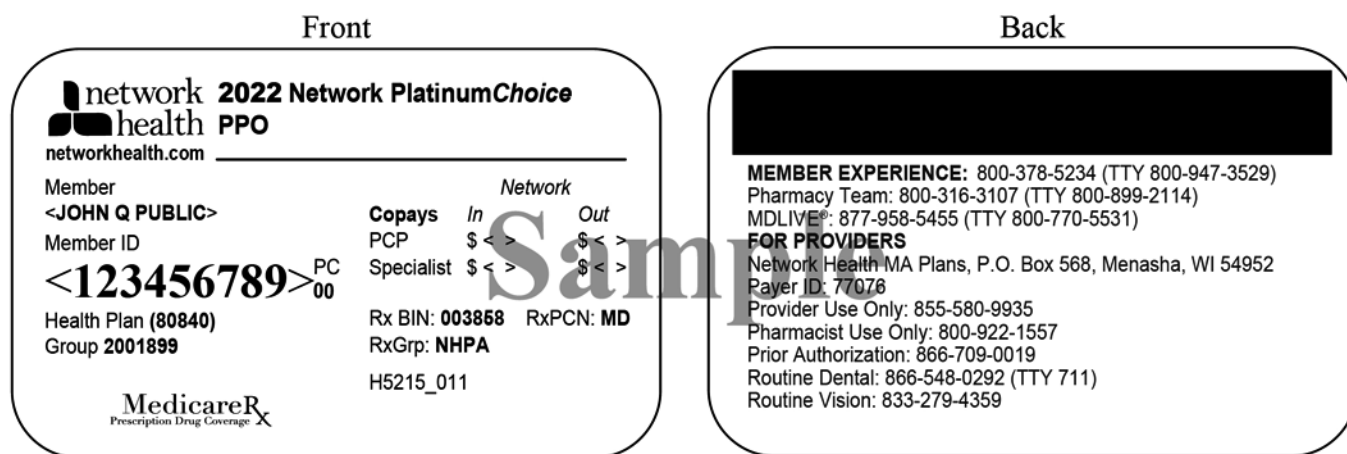 Front
network health
2022 Network PlatinumChoice
PPO
networkhealth.com
Member
<JOHN Q PUBLIC>
Member ID
<123456789> PC 00
Health Plan (80840)
Group 2001899
MedicareRx
Prescription Drug Coverage
Network
Copays In Out
PCP $ < > $ < >
Specialist $ < > $ < >
Rx BIN: 003858 RxPCN: MD
RxGrp: NHPA
H5215_011
Sample
Back
MEMBER EXPERIENCE: 800-378-5234 (TTY 800-947-3529)
Pharmacy Team: 800-316-3107 (TTY 800-899-2114)
MDLIVE®: 877-958-5455 (TTY 800-770-5531)
FOR PROVIDERS
Network Health MA Plans, P.O. Box 568, Menasha, WI 54952
Payer ID: 77076
Provider Use Only: 855-580-9935
Pharmacist Use Only: 800-922-1557
Prior Authorization: 866-709-0019
Routine Dental: 866-548-0292 (TTY 711)
Routine Vision: 833-279-4359